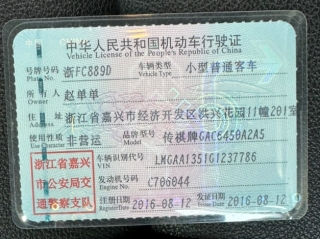 中华人民共和国机动车行驶证
Vehicle License of the People's Republic of China
号牌号码 浙FC889D 车辆类型 小型普通客车
Plate No. Vehicle Type
所有人 赵单单
Owner
住址 浙江省嘉兴市经济开发区洪兴花园11幢201室
Address
使用性质 非营运 品牌型号 传祺牌GAC6450A2A5
Use Character Model
浙江省嘉兴
市公安局交
通警察支队
车辆识别代号 LMGAA1351G1237786
VIN
发动机号码 C706044
Engine No.
注册日期 2016-08-12 发证日期 2016-08-12
Register Date Issue Date